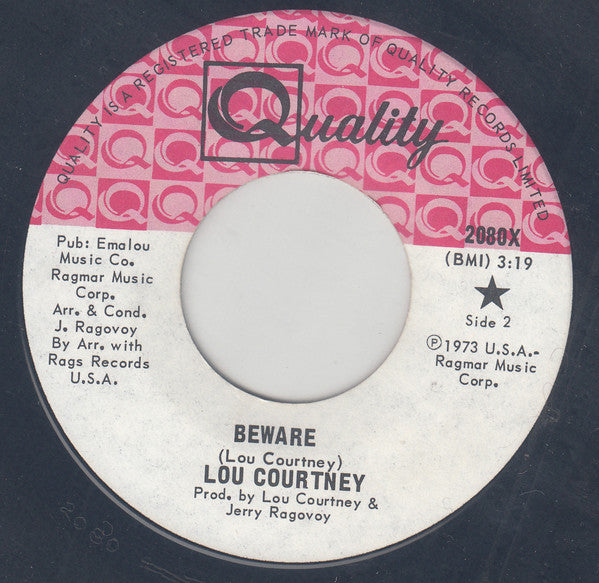 QUALITY IS A REGISTERED TRADE MARK OF QUALITY RECORDS LIMITED
Quality
2080X
(BMI) 3:19
Side 2
℗1973 U.S.A.-
Ragmar Music
Corp.
Pub: Emalou
Music Co.
Ragmar Music
Corp.
Arr. & Cond.
J. Ragovoy
By Arr. with
Rags Records
U.S.A.
BEWARE
(Lou Courtney)
LOU COURTNEY
Prod. by Lou Courtney &
Jerry Ragovoy
2080